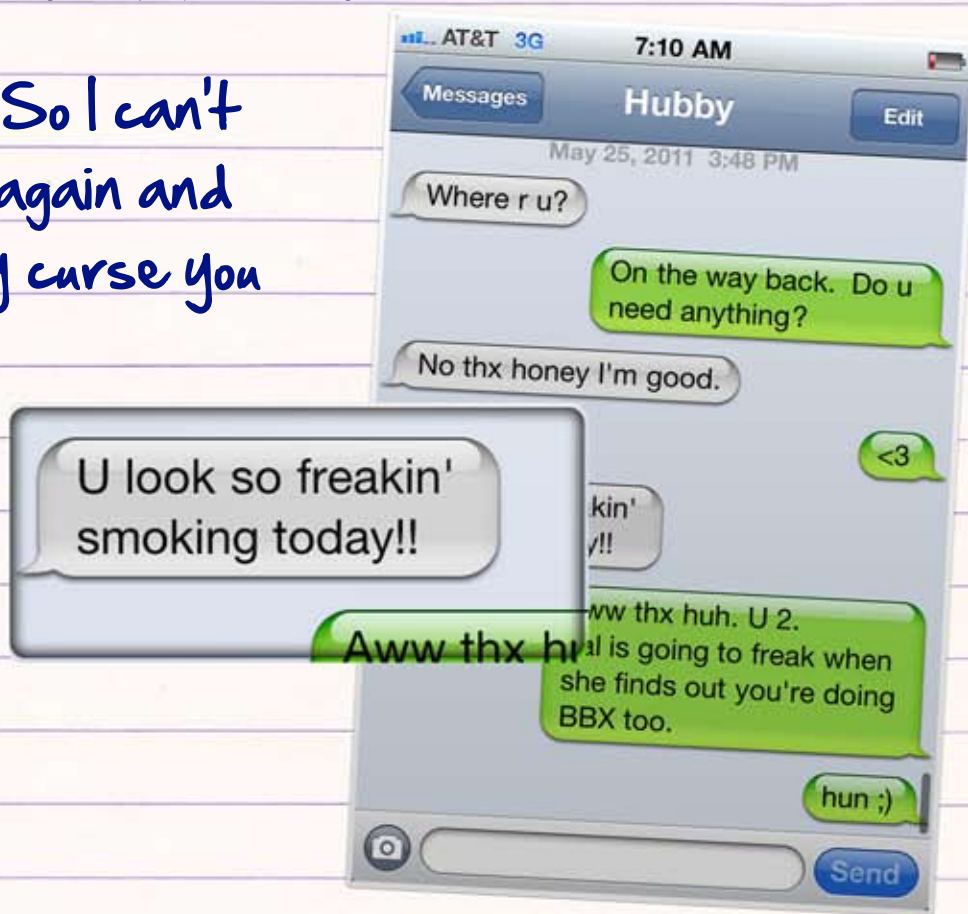 AT&T 3G 7:10 AM
So I can't
again and
curse you
Messages Hubby Edit
May 25, 2011 3:48 PM
Where r u?
On the way back. Do u
need anything?
No thx honey I'm good.
<3
U look so freakin'
smoking today!!
Aww thx
thx huh. U 2.
is going to freak when
she finds out you're doing
BBX too.
hun ;)
Send